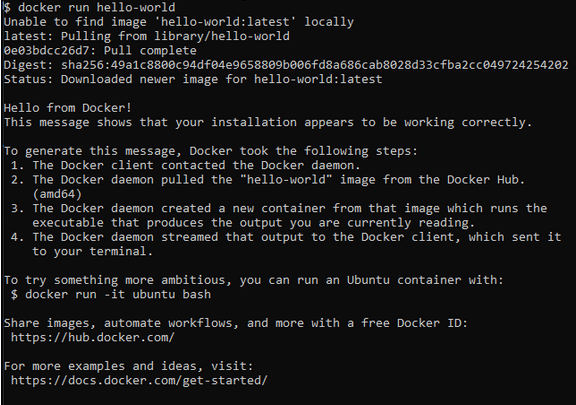 $ docker run hello-world
Unable to find image 'hello-world:latest' locally
latest: Pulling from library/hello-world
0e03bdcc26d7: Pull complete
Digest: sha256:49a1c8800c94df04e9658809b006fd8a686cab8028d33cfba2cc049724254202
Status: Downloaded newer image for hello-world:latest

Hello from Docker!
This message shows that your installation appears to be working correctly.

To generate this message, Docker took the following steps:
 1. The Docker client contacted the Docker daemon.
 2. The Docker daemon pulled the "hello-world" image from the Docker Hub.
    (amd64)
 3. The Docker daemon created a new container from that image which runs the
    executable that produces the output you are currently reading.
 4. The Docker daemon streamed that output to the Docker client, which sent it
    to your terminal.

To try something more ambitious, you can run an Ubuntu container with:
 $ docker run -it ubuntu bash

Share images, automate workflows, and more with a free Docker ID:
 https://hub.docker.com/

For more examples and ideas, visit:
 https://docs.docker.com/get-started/